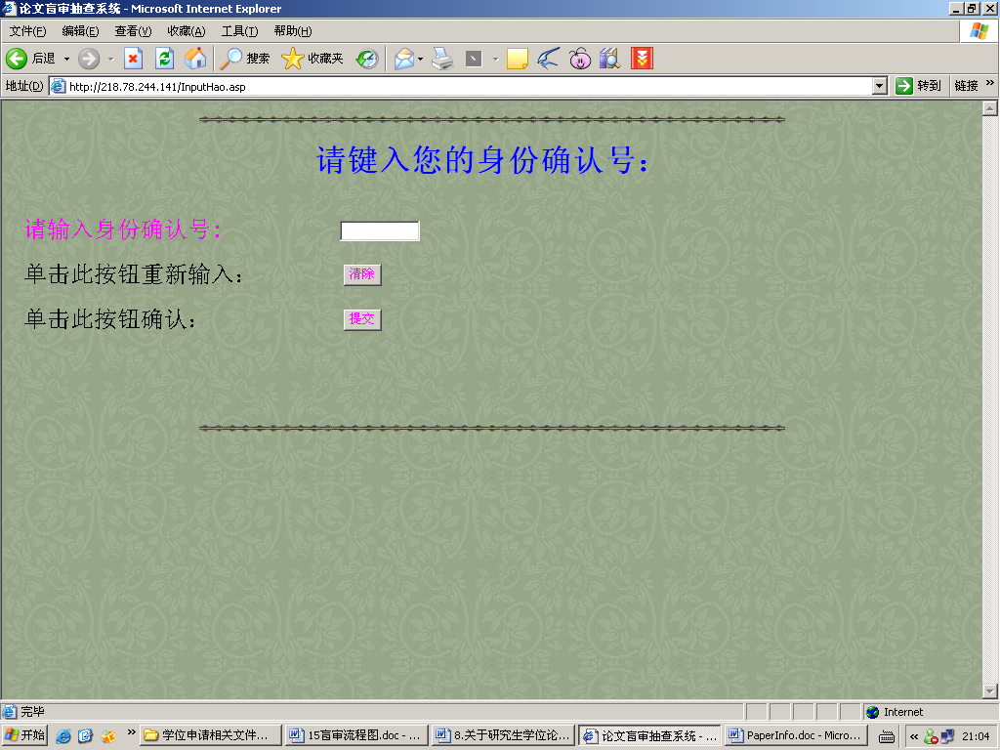 论文盲审抽查系统 - Microsoft Internet Explorer
文件(F) 编辑(E) 查看(V) 收藏(A) 工具(T) 帮助(H)
后退 搜索 收藏夹
地址(D) http://218.78.244.141/InputHao.asp 转到 链接 »
请键入您的身份确认号：
请输入身份确认号：
单击此按钮重新输入： 清除
单击此按钮确认： 提交
完毕 Internet
开始 » 学位申请相关文件... 15盲审流程图.doc - ... 8.关于研究生学位论... 论文盲审抽查系统 - ... PaperInfo.doc - Micro... « 21:04